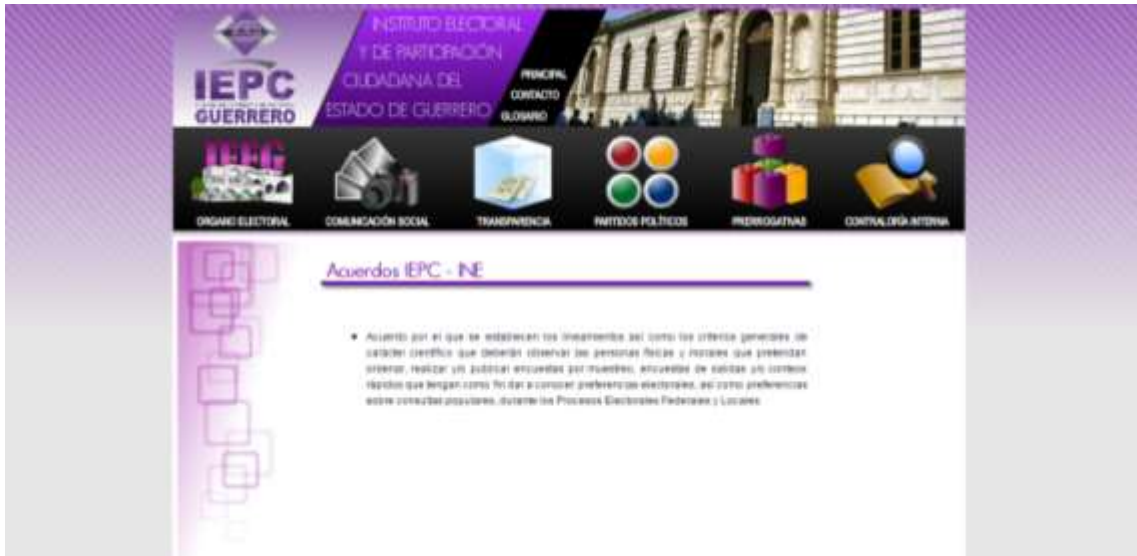 IEPC
GUERRERO
INSTITUTO ELECTORAL
Y DE PARTICIPACIÓN
CIUDADANA DEL
ESTADO DE GUERRERO
PRINCIPAL
CONTACTO
GLOSARIO
IEEG
ORGANO ELECTORAL
COMUNICACIÓN SOCIAL
TRANSPARENCIA
PARTIDOS POLÍTICOS
PRERROGATIVAS
CONTRALORÍA INTERNA
Acuerdos IEPC - INE
Acuerdo por el que se establecen los lineamientos así como los criterios generales de
carácter científico que deberán observar las personas físicas y morales que pretendan
ordenar, realizar y/o publicar encuestas por muestreo, encuestas de salidas y/o conteos
rápidos que tengan como fin dar a conocer preferencias electorales, así como preferencias
sobre consultas populares, durante los Procesos Electorales Federales y Locales